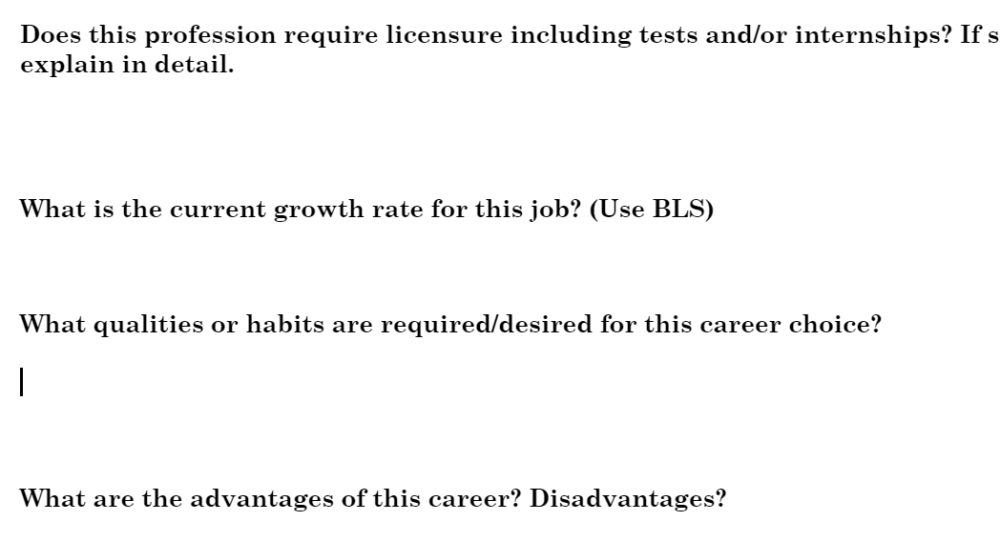 Does this profession require licensure including tests and/or internships? If s
explain in detail.
What is the current growth rate for this job? (Use BLS)
What qualities or habits are required/desired for this career choice?
What are the advantages of this career? Disadvantages?